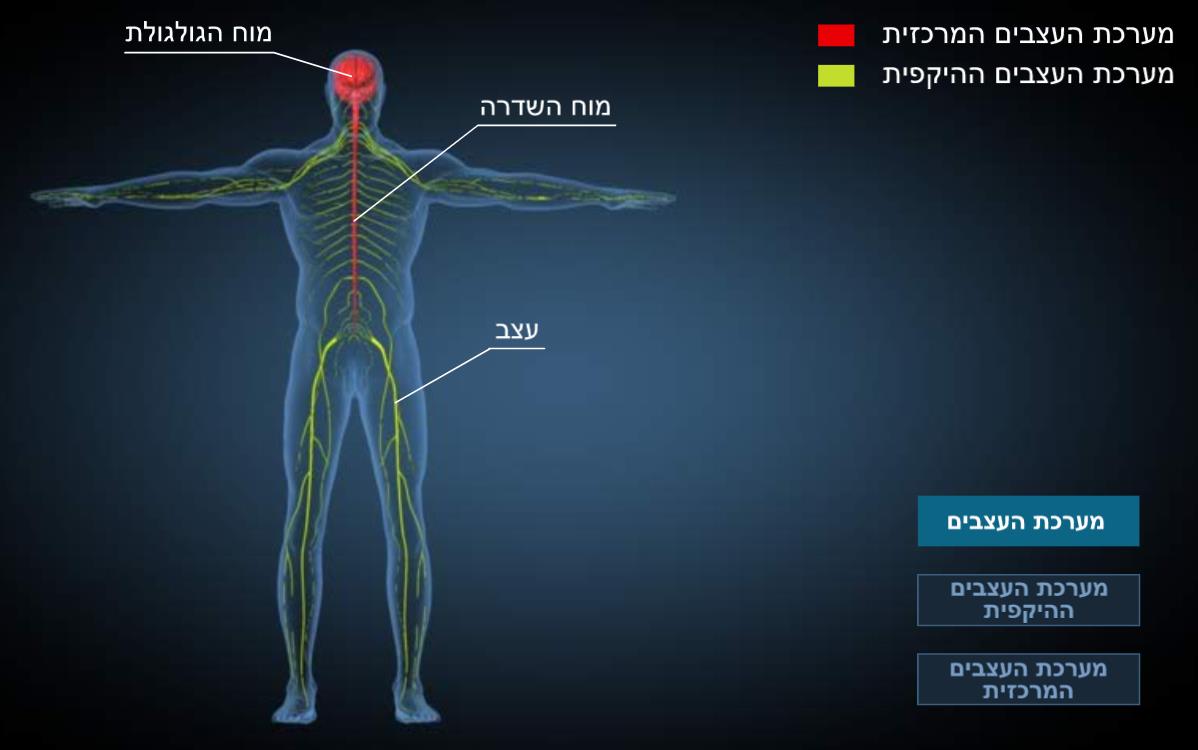 מוח הגולגולת
מערכת העצבים המרכזית
מערכת העצבים ההיקפית
מוח השדרה
עצב
מערכת העצבים
מערכת העצבים
ההיקפית
מערכת העצבים
המרכזית